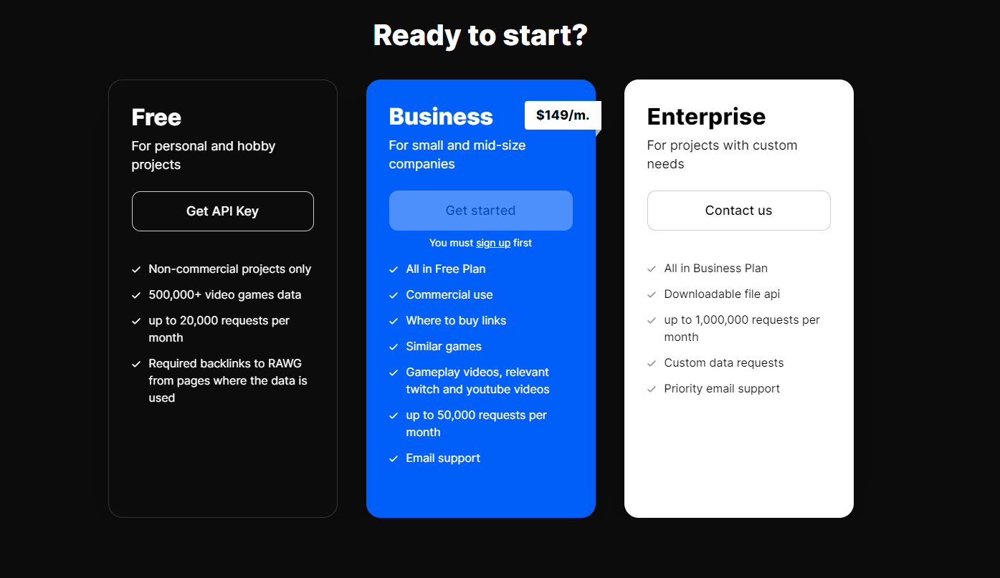 Ready to start?
Free
For personal and hobby
projects
Get API Key
Non-commercial projects only
500,000+ video games data
up to 20,000 requests per
month
Required backlinks to RAWG
from pages where the data is
used
Business
$149/m.
For small and mid-size
companies
Get started
You must sign up first
All in Free Plan
Commercial use
Where to buy links
Similar games
Gameplay videos, relevant
twitch and youtube videos
up to 50,000 requests per
month
Email support
Enterprise
For projects with custom
needs
Contact us
All in Business Plan
Downloadable file api
up to 1,000,000 requests per
month
Custom data requests
Priority email support